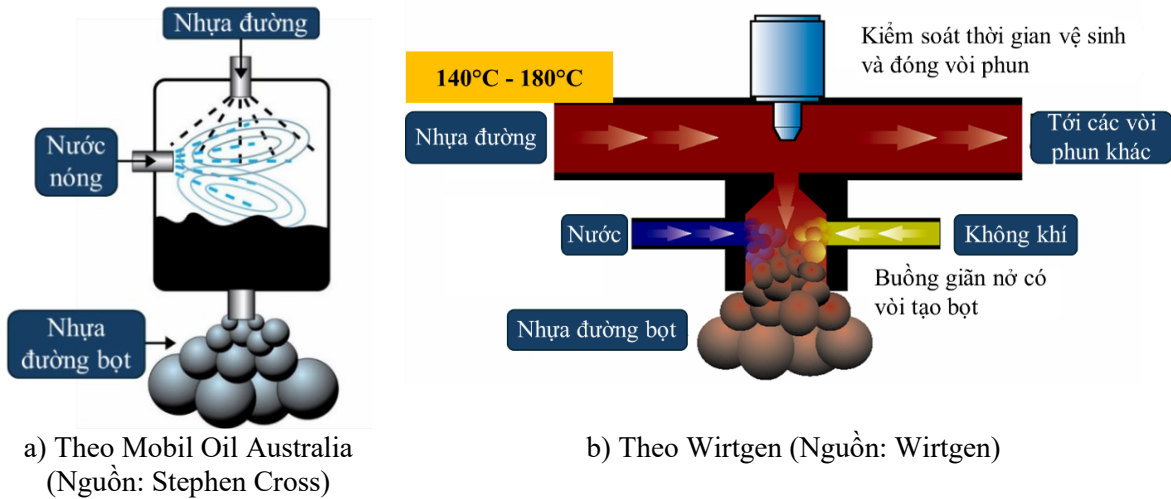 Nhựa đường
Nước
nóng
Nhựa
đường bọt
a) Theo Mobil Oil Australia
(Nguồn: Stephen Cross)
140°C - 180°C
Kiểm soát thời gian vệ sinh
và đóng vòi phun
Nhựa đường
Tới các vòi
phun khác
Nước
Không khí
Buồng giãn nở có
vòi tạo bọt
Nhựa đường bọt
b) Theo Wirtgen (Nguồn: Wirtgen)